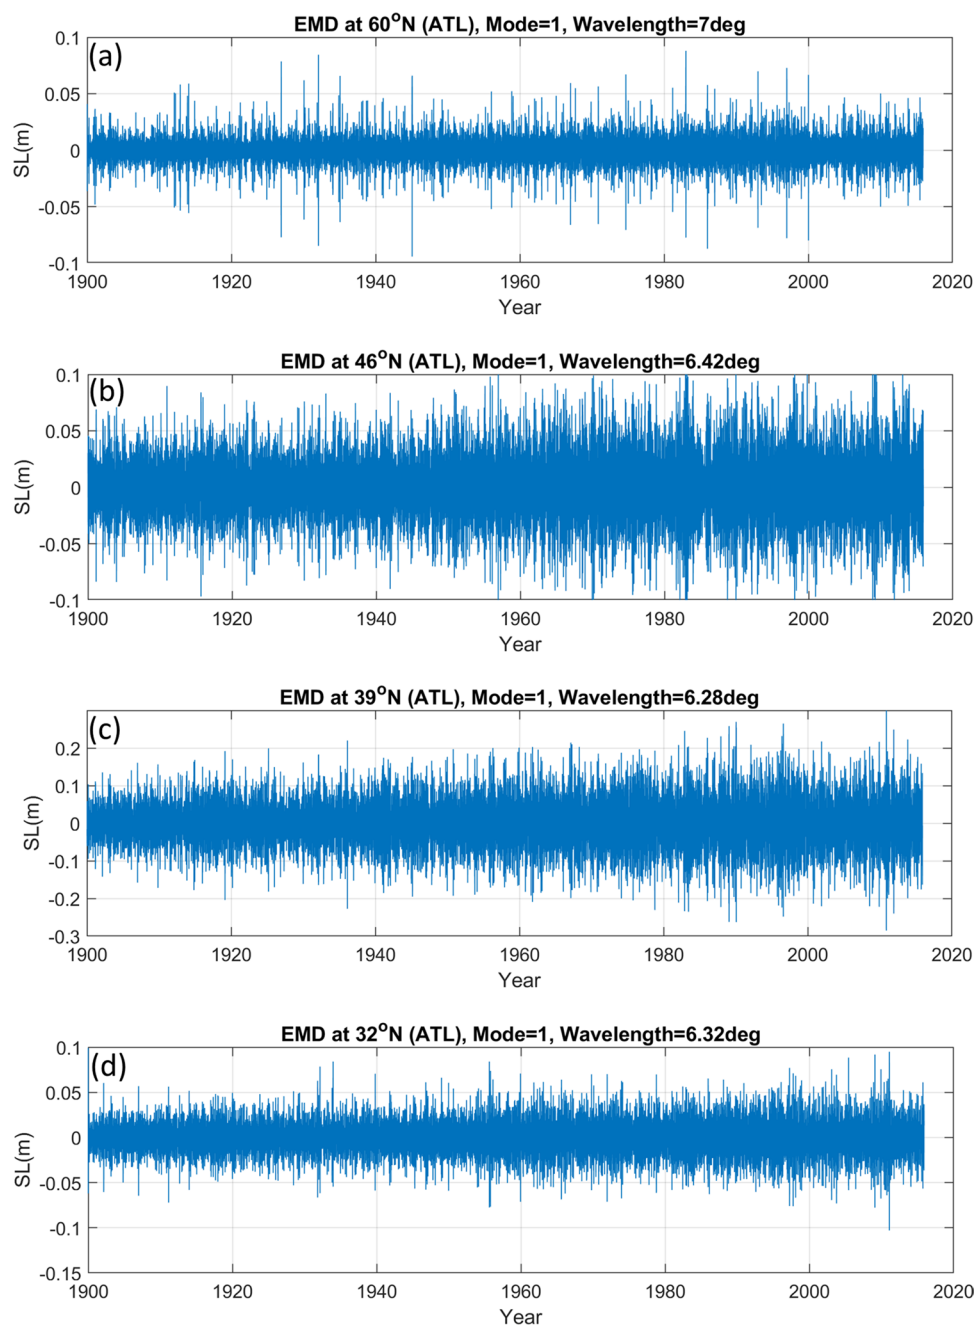 EMD at 60°N (ATL), Mode=1, Wavelength=7deg
(a)
SL(m)
0.1
0.05
0
-0.05
-0.1
1900 1920 1940 1960 1980 2000 2020
Year
EMD at 46°N (ATL), Mode=1, Wavelength=6.42deg
(b)
SL(m)
0.1
0.05
0
-0.05
-0.1
1900 1920 1940 1960 1980 2000 2020
Year
EMD at 39°N (ATL), Mode=1, Wavelength=6.28deg
(c)
SL(m)
0.2
0.1
0
-0.1
-0.2
-0.3
1900 1920 1940 1960 1980 2000 2020
Year
EMD at 32°N (ATL), Mode=1, Wavelength=6.32deg
(d)
SL(m)
0.1
0.05
0
-0.05
-0.1
-0.15
1900 1920 1940 1960 1980 2000 2020
Year